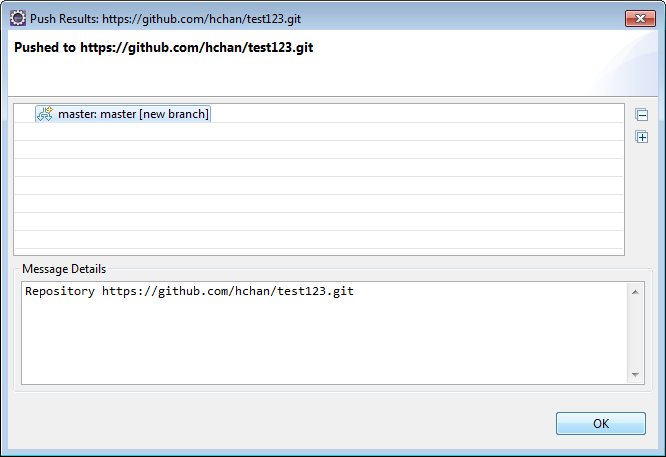 Push Results: https://github.com/hchan/test123.git
Pushed to https://github.com/hchan/test123.git
master: master [new branch]
Message Details
Repository https://github.com/hchan/test123.git
OK